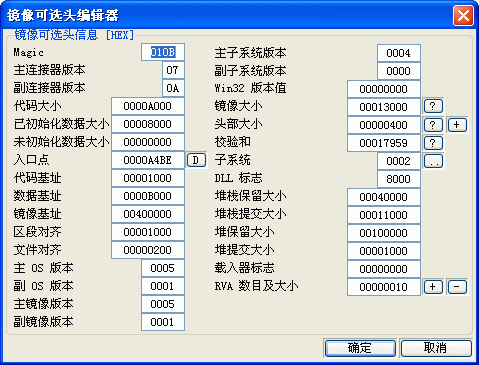 镜像可选头编辑器
镜像可选头信息 [HEX]
Magic 010B
主连接器版本 07
副连接器版本 0A
代码大小 0000A000
已初始化数据大小 00008000
未初始化数据大小 00000000
入口点 0000A4BE D
代码基址 00001000
数据基址 0000B000
镜像基址 00400000
区段对齐 00001000
文件对齐 00000200
主 OS 版本 0005
副 OS 版本 0001
主镜像版本 0005
副镜像版本 0001
主子系统版本 0004
副子系统版本 0000
Win32 版本值 00000000
镜像大小 00013000 ?
头部大小 00000400 ? +
校验和 00017959 ?
子系统 0002 ..
DLL 标志 8000
堆栈保留大小 00040000
堆栈提交大小 00011000
堆保留大小 00100000
堆提交大小 00001000
载入器标志 00000000
RVA 数目及大小 00000010 + -
确定 取消